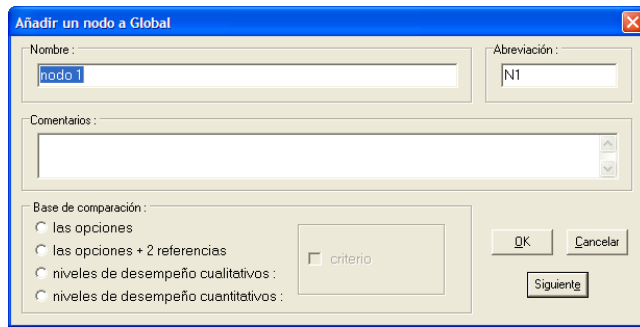 Añadir un nodo a Global
Nombre :
nodo 1
Abreviación :
N1
Comentarios :
Base de comparación :
las opciones
las opciones + 2 referencias
niveles de desempeño cualitativos :
niveles de desempeño cuantitativos :
criterio
OK
Cancelar
Siguiente